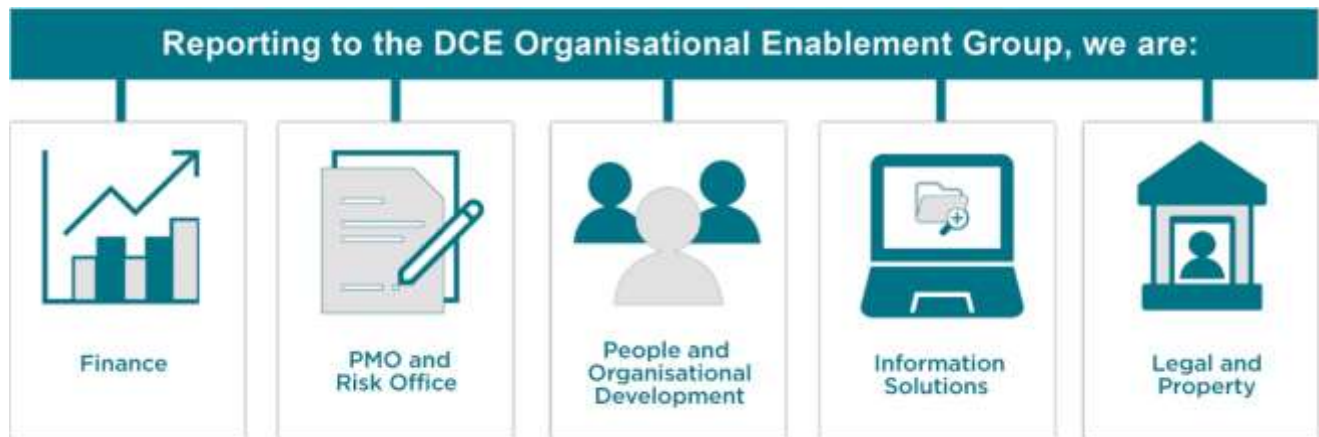 Reporting to the DCE Organisational Enablement Group, we are:
Finance
PMO and
Risk Office
People and
Organisational
Development
Information
Solutions
Legal and
Property